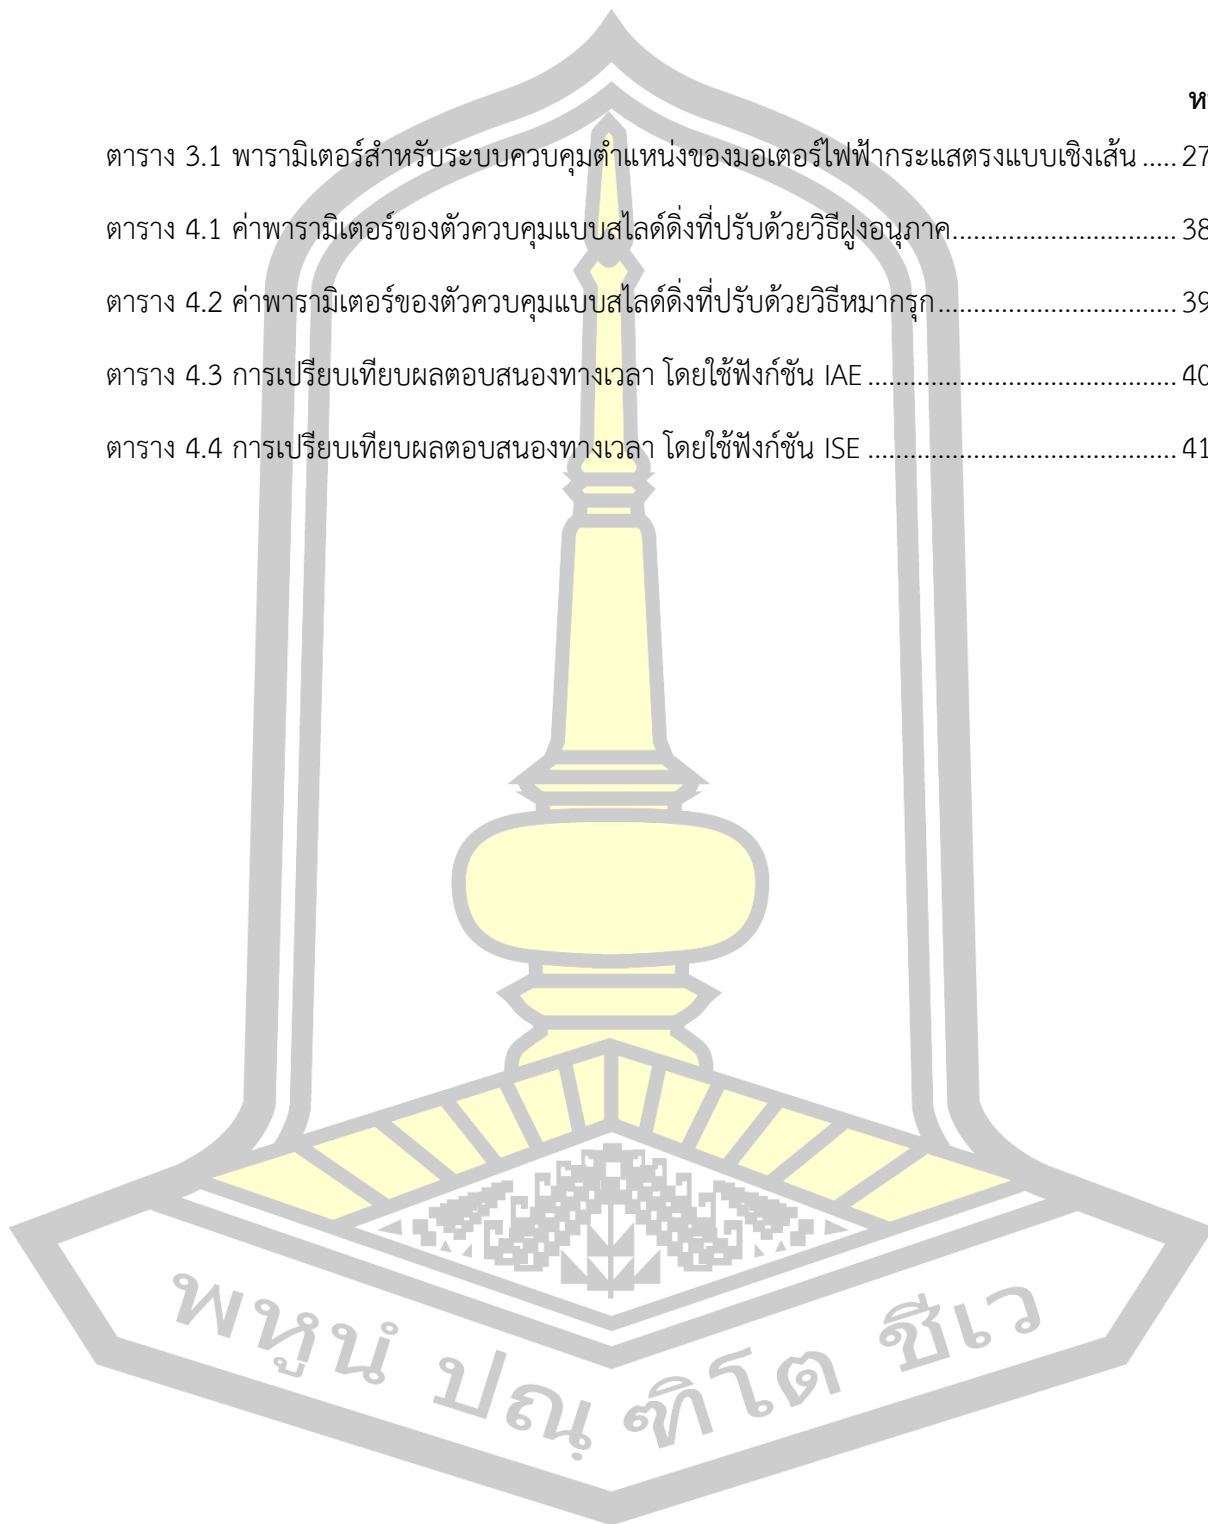 ตาราง 3.1 พารามิเตอร์สำหรับระบบควบคุมตำแหน่งของมอเตอร์ไฟฟ้ากระแสตรงแบบเชิงเส้น ..... 27
ตาราง 4.1 ค่าพารามิเตอร์ของตัวควบคุมแบบสไลด์ดิ่งที่ปรับด้วยวิธีฝูงอนุภาค.............................. 38
ตาราง 4.2 ค่าพารามิเตอร์ของตัวควบคุมแบบสไลด์ดิ่งที่ปรับด้วยวิธีหมากรุก................................ 39
ตาราง 4.3 การเปรียบเทียบผลตอบสนองทางเวลา โดยใช้ฟังก์ชัน IAE ......................................... 40
ตาราง 4.4 การเปรียบเทียบผลตอบสนองทางเวลา โดยใช้ฟังก์ชัน ISE ......................................... 41
พหูนํ ปณฺ ฑิโต ชีเว